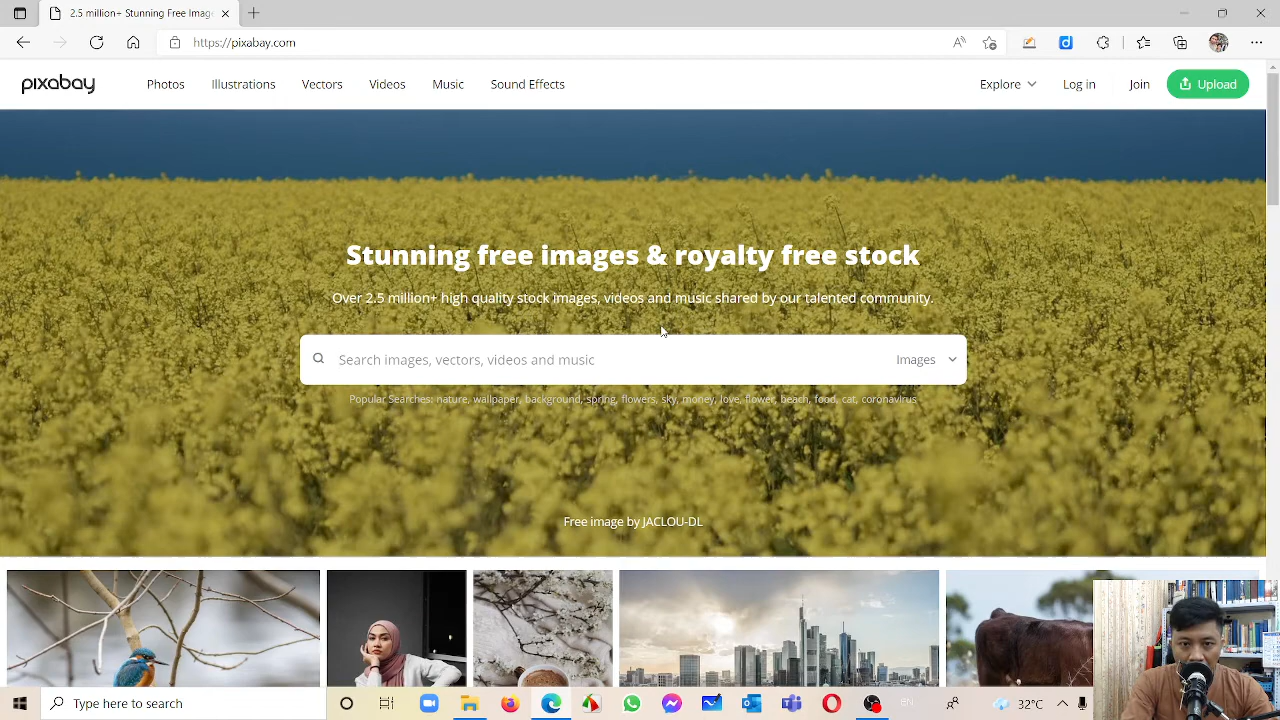 2.5 million+ Stunning Free Images
https://pixabay.com
pixabay
Photos
Illustrations
Vectors
Videos
Music
Sound Effects
Explore
Log in
Join
Upload
Stunning free images & royalty free stock
Over 2.5 million+ high quality stock images, videos and music shared by our talented community.
Search images, vectors, videos and music
Images
Popular Searches: nature, wallpaper, background, spring, flowers, sky, money, love, flower, beach, food, cat, coronavirus
Free image by JACLOU-DL
Type here to search
EN
32°C